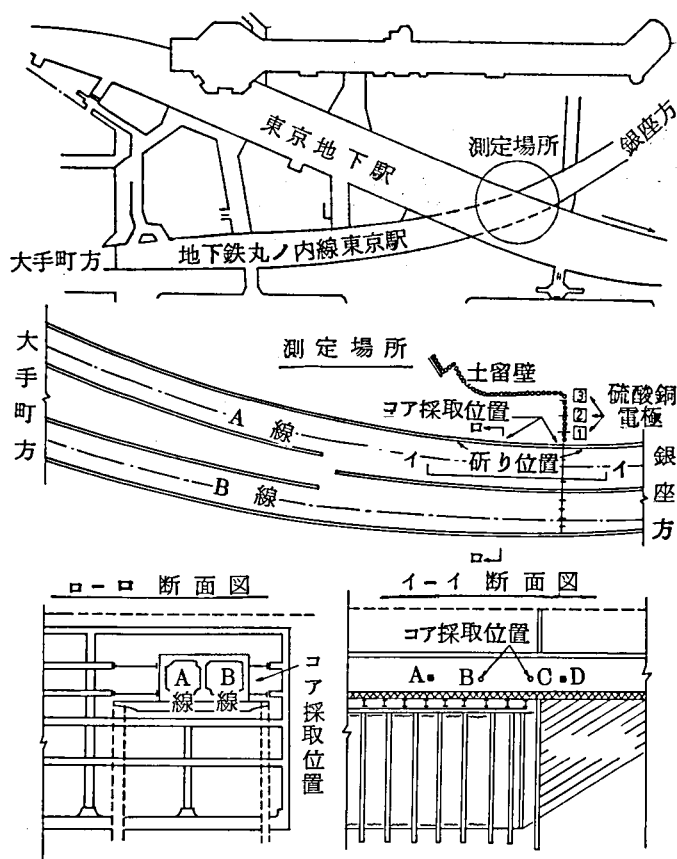 東京地下駅
測定場所
銀座方
大手町方
地下鉄丸ノ内線東京駅
測定場所
大手町方
土留壁
3
2
1
硫酸銅
電極
コア採取位置
ロ
A線
イ
斫り位置
イ
B線
銀座方
ロ
ローロ 断面図
イーイ 断面図
A線
B線
コア採取位置
コア採取位置
A
B
C
D